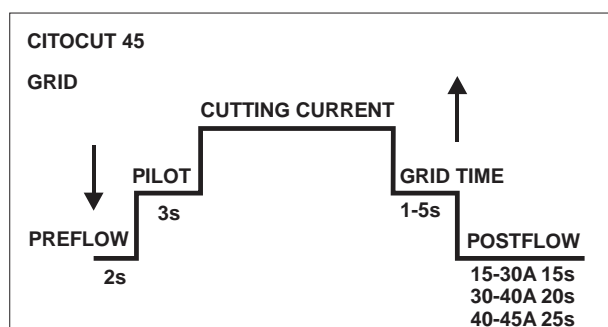 CITOCUT 45
GRID
CUTTING CURRENT
PILOT
GRID TIME
3s
1-5s
PREFLOW
POSTFLOW
2s
15-30A 15s
30-40A 20s
40-45A 25s